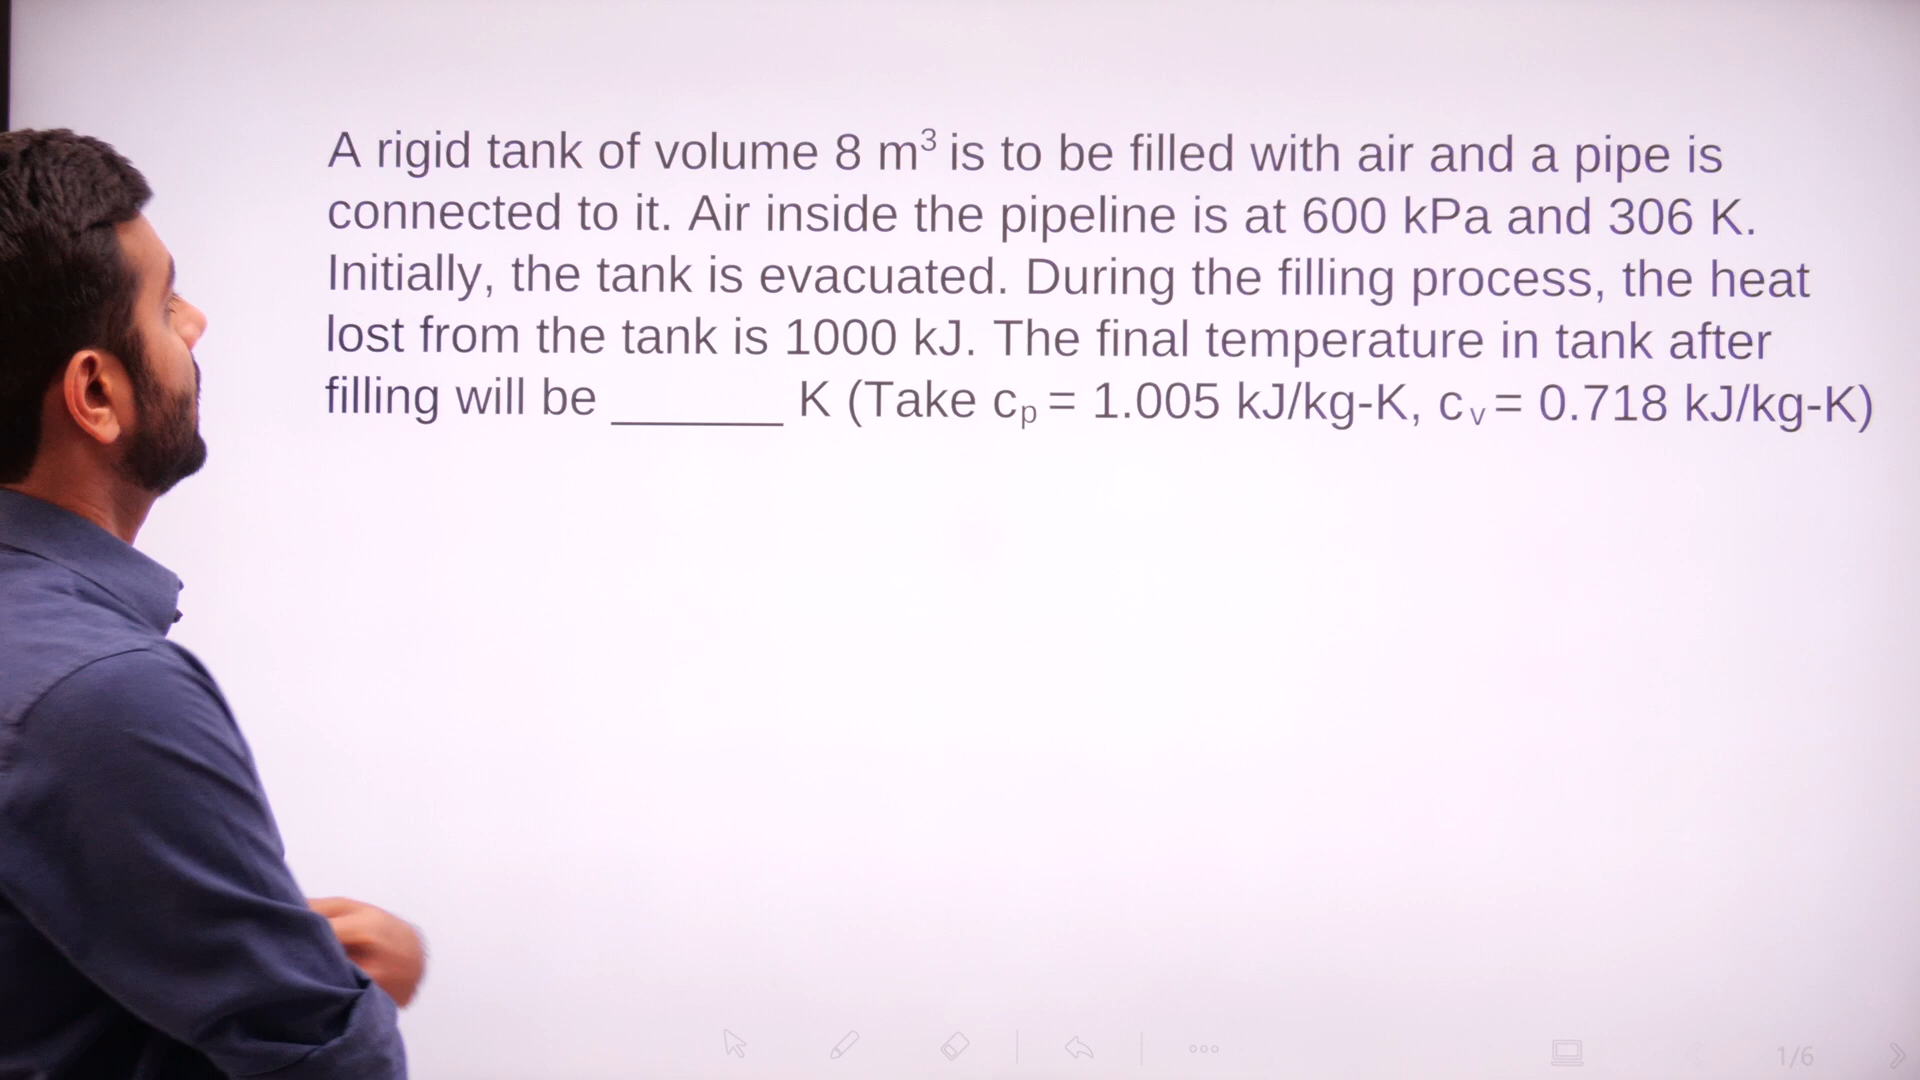 A rigid tank of volume 8 m³ is to be filled with air and a pipe is
connected to it. Air inside the pipeline is at 600 kPa and 306 K.
Initially, the tank is evacuated. During the filling process, the heat
lost from the tank is 1000 kJ. The final temperature in tank after
filling will be ______ K (Take cₚ = 1.005 kJ/kg-K, cᵥ = 0.718 kJ/kg-K)
1/6